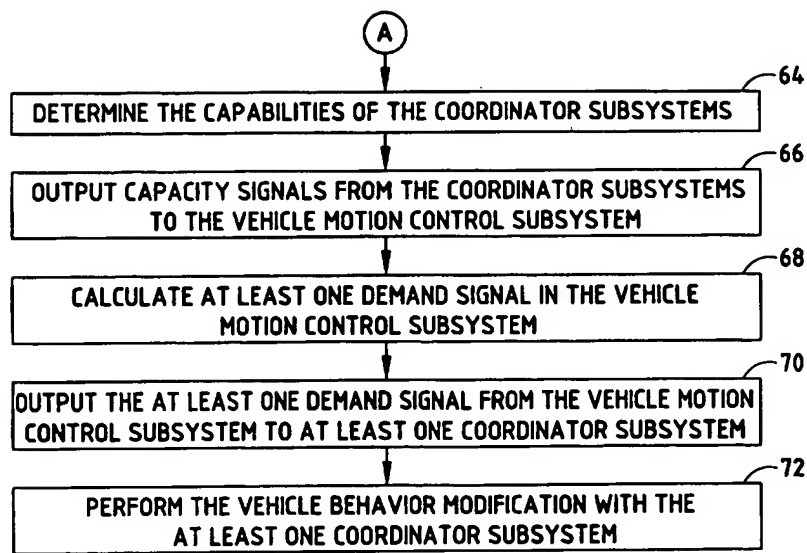 A
64
DETERMINE THE CAPABILITIES OF THE COORDINATOR SUBSYSTEMS
66
OUTPUT CAPACITY SIGNALS FROM THE COORDINATOR SUBSYSTEMS
TO THE VEHICLE MOTION CONTROL SUBSYSTEM
68
CALCULATE AT LEAST ONE DEMAND SIGNAL IN THE VEHICLE
MOTION CONTROL SUBSYSTEM
70
OUTPUT THE AT LEAST ONE DEMAND SIGNAL FROM THE VEHICLE MOTION
CONTROL SUBSYSTEM TO AT LEAST ONE COORDINATOR SUBSYSTEM
72
PERFORM THE VEHICLE BEHAVIOR MODIFICATION WITH THE
AT LEAST ONE COORDINATOR SUBSYSTEM